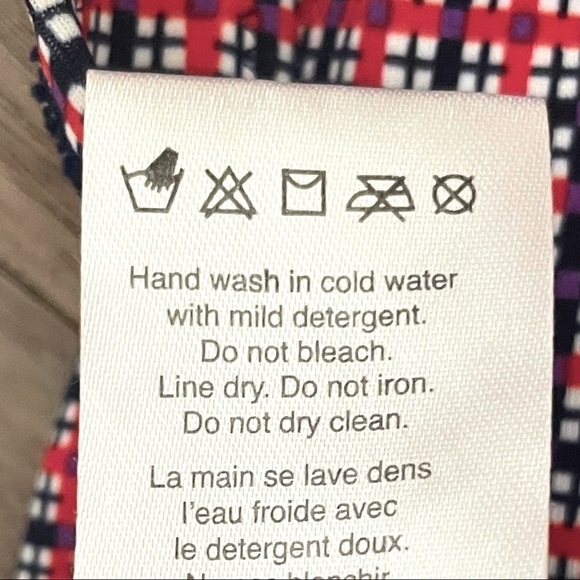 Hand wash in cold water
with mild detergent.
Do not bleach.
Line dry. Do not iron.
Do not dry clean.
La main se lave dens
l'eau froide avec
le detergent doux.